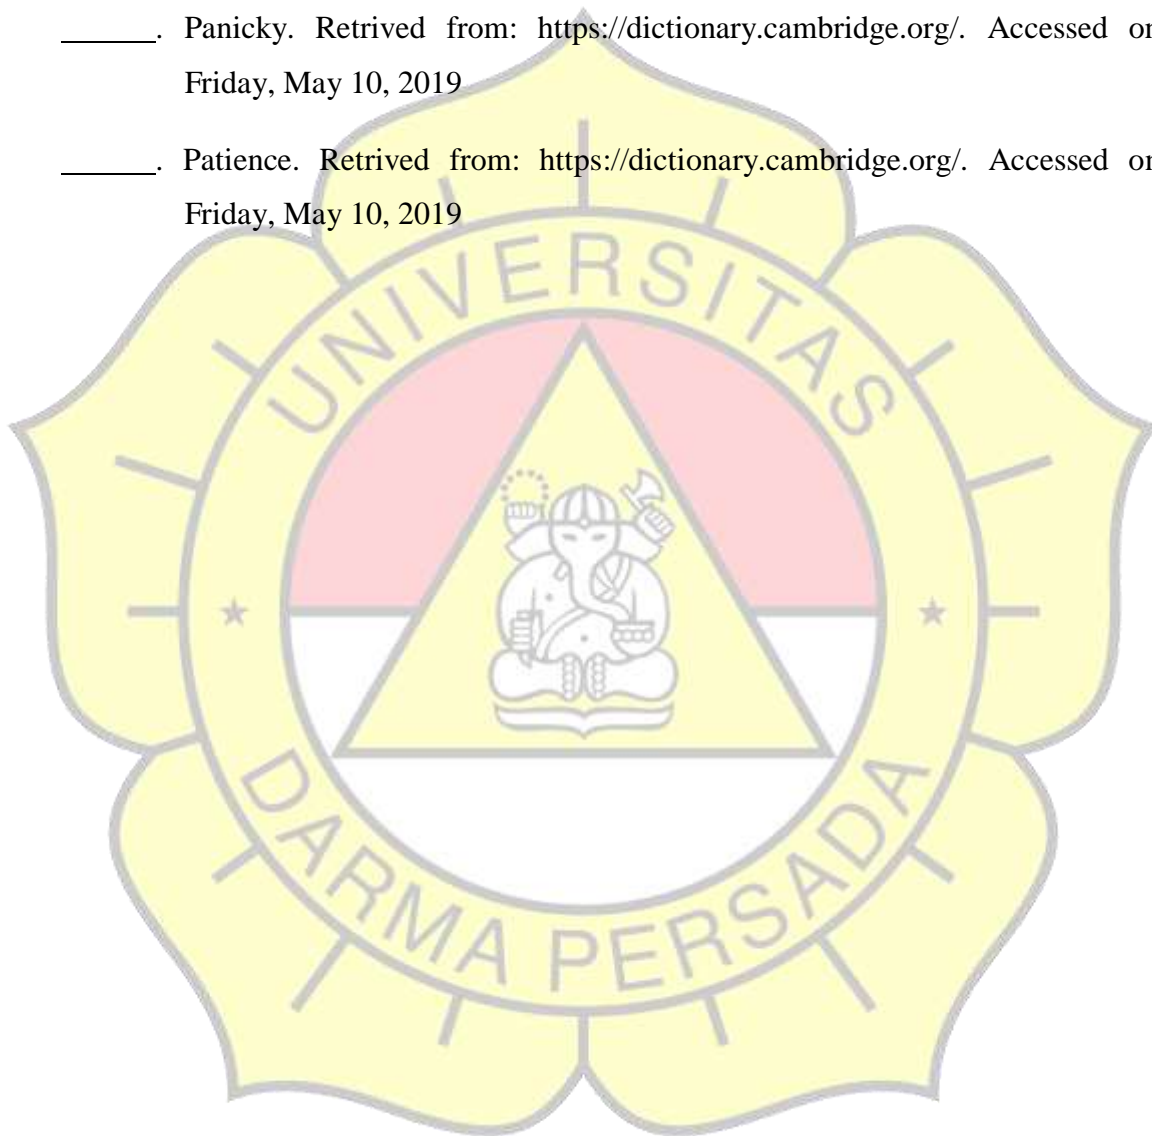 ______. Panicky. Retrived from: https://dictionary.cambridge.org/. Accessed on
Friday, May 10, 2019
______. Patience. Retrived from: https://dictionary.cambridge.org/. Accessed on
Friday, May 10, 2019
UNIVERSITAS
DARMA PERSADA